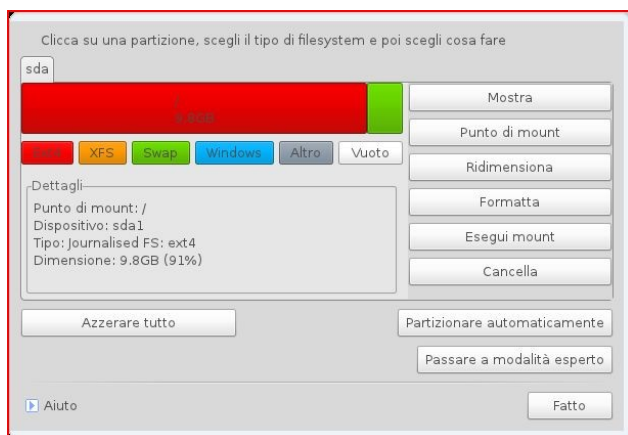 Clicca su una partizione, scegli il tipo di filesystem e poi scegli cosa fare
sda
/
9.8GB
XFS Swap Windows Altro Vuoto
Dettagli
Punto di mount: /
Dispositivo: sda1
Tipo: Journalised FS: ext4
Dimensione: 9.8GB (91%)
Mostra
Punto di mount
Ridimensiona
Formatta
Esegui mount
Cancella
Azzerare tutto
Partizionare automaticamente
Passare a modalità esperto
Aiuto
Fatto